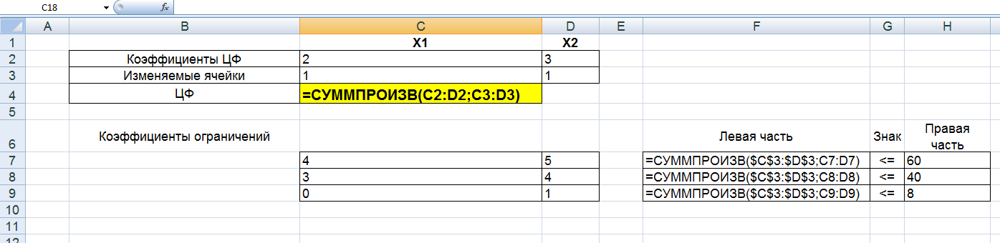 C18 fx
A B C D E F G H
1 X1 X2
2 Коэффициенты ЦФ 2 3
3 Изменяемые ячейки 1 1
4 ЦФ =СУММПРОИЗВ(C2:D2;C3:D3)
5
6 Коэффициенты ограничений Левая часть Знак Правая часть
7 4 5 =СУММПРОИЗВ($C$3:$D$3;C7:D7) <= 60
8 3 4 =СУММПРОИЗВ($C$3:$D$3;C8:D8) <= 40
9 0 1 =СУММПРОИЗВ($C$3:$D$3;C9:D9) <= 8
10
11
12